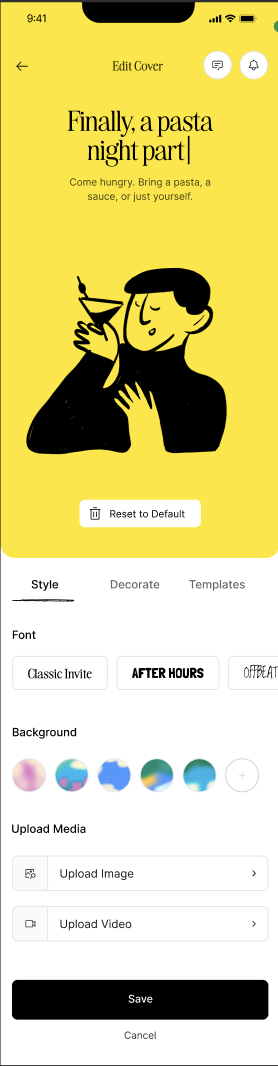 9:41
Edit Cover
Finally, a pasta
night part
Come hungry. Bring a pasta, a
sauce, or just yourself.
Reset to Default
Style
Decorate
Templates
Font
Classic Invite
AFTER HOURS
OFFBEAT
Background
Upload Media
Upload Image
Upload Video
Save
Cancel